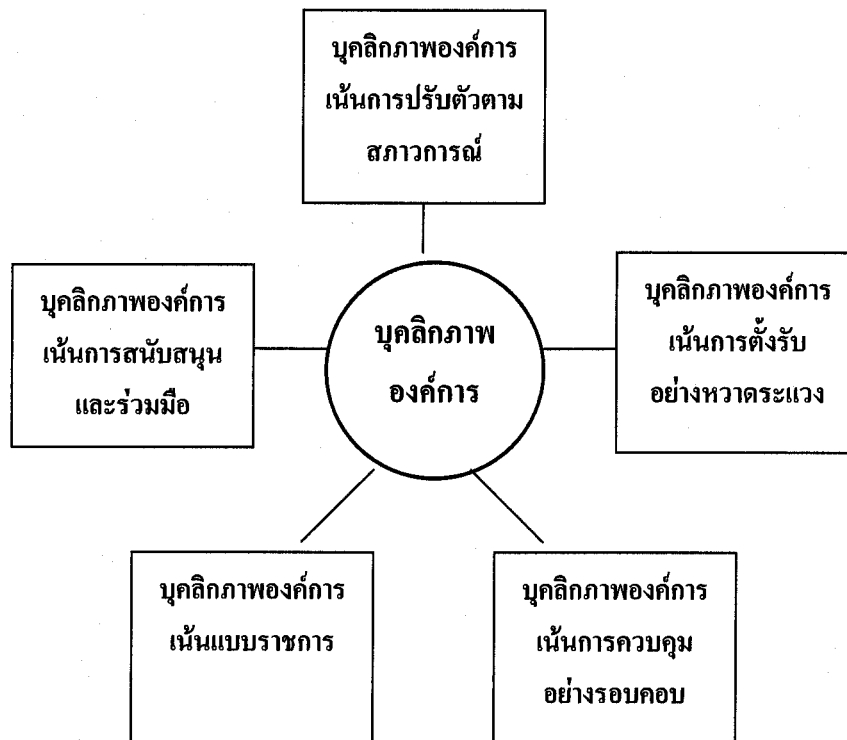 บุคลิกภาพองค์การ
เน้นการปรับตัวตาม
สภาวการณ์
บุคลิกภาพองค์การ
เน้นการสนับสนุน
และร่วมมือ
บุคลิกภาพ
องค์การ
บุคลิกภาพองค์การ
เน้นการตั้งรับ
อย่างหวาดระแวง
บุคลิกภาพองค์การ
เน้นแบบราชการ
บุคลิกภาพองค์การ
เน้นการควบคุม
อย่างรอบคอบ